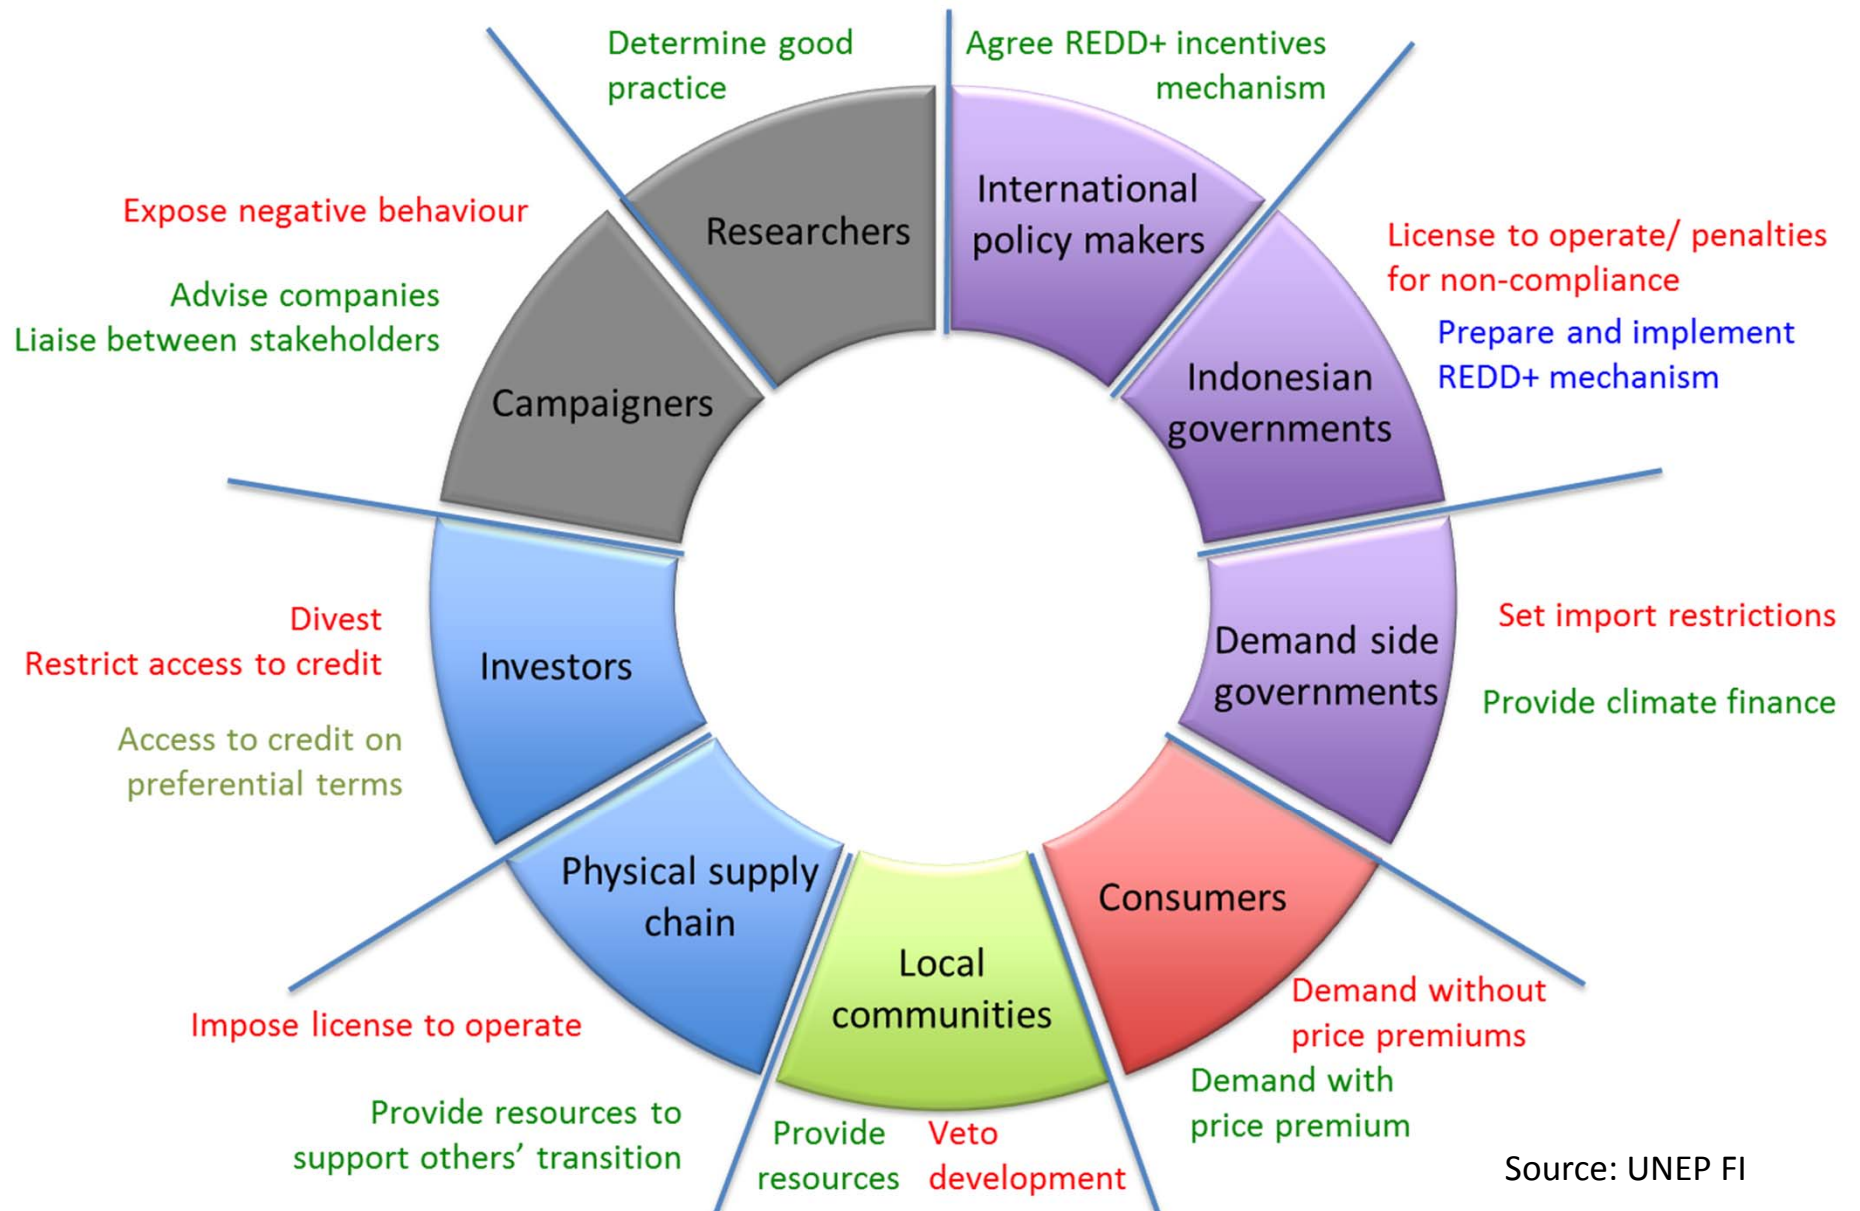 Determine good
practice
Agree REDD+ incentives
mechanism
Researchers
International
policy makers
License to operate/ penalties
for non-compliance
Prepare and implement
REDD+ mechanism
Indonesian
governments
Set import restrictions
Provide climate finance
Demand side
governments
Consumers
Demand without
price premiums
Demand with
price premium
Local
communities
Provide
resources
Veto
development
Physical supply
chain
Impose license to operate
Provide resources to
support others’ transition
Investors
Divest
Restrict access to credit
Access to credit on
preferential terms
Campaigners
Expose negative behaviour
Advise companies
Liaise between stakeholders
Source: UNEP FI